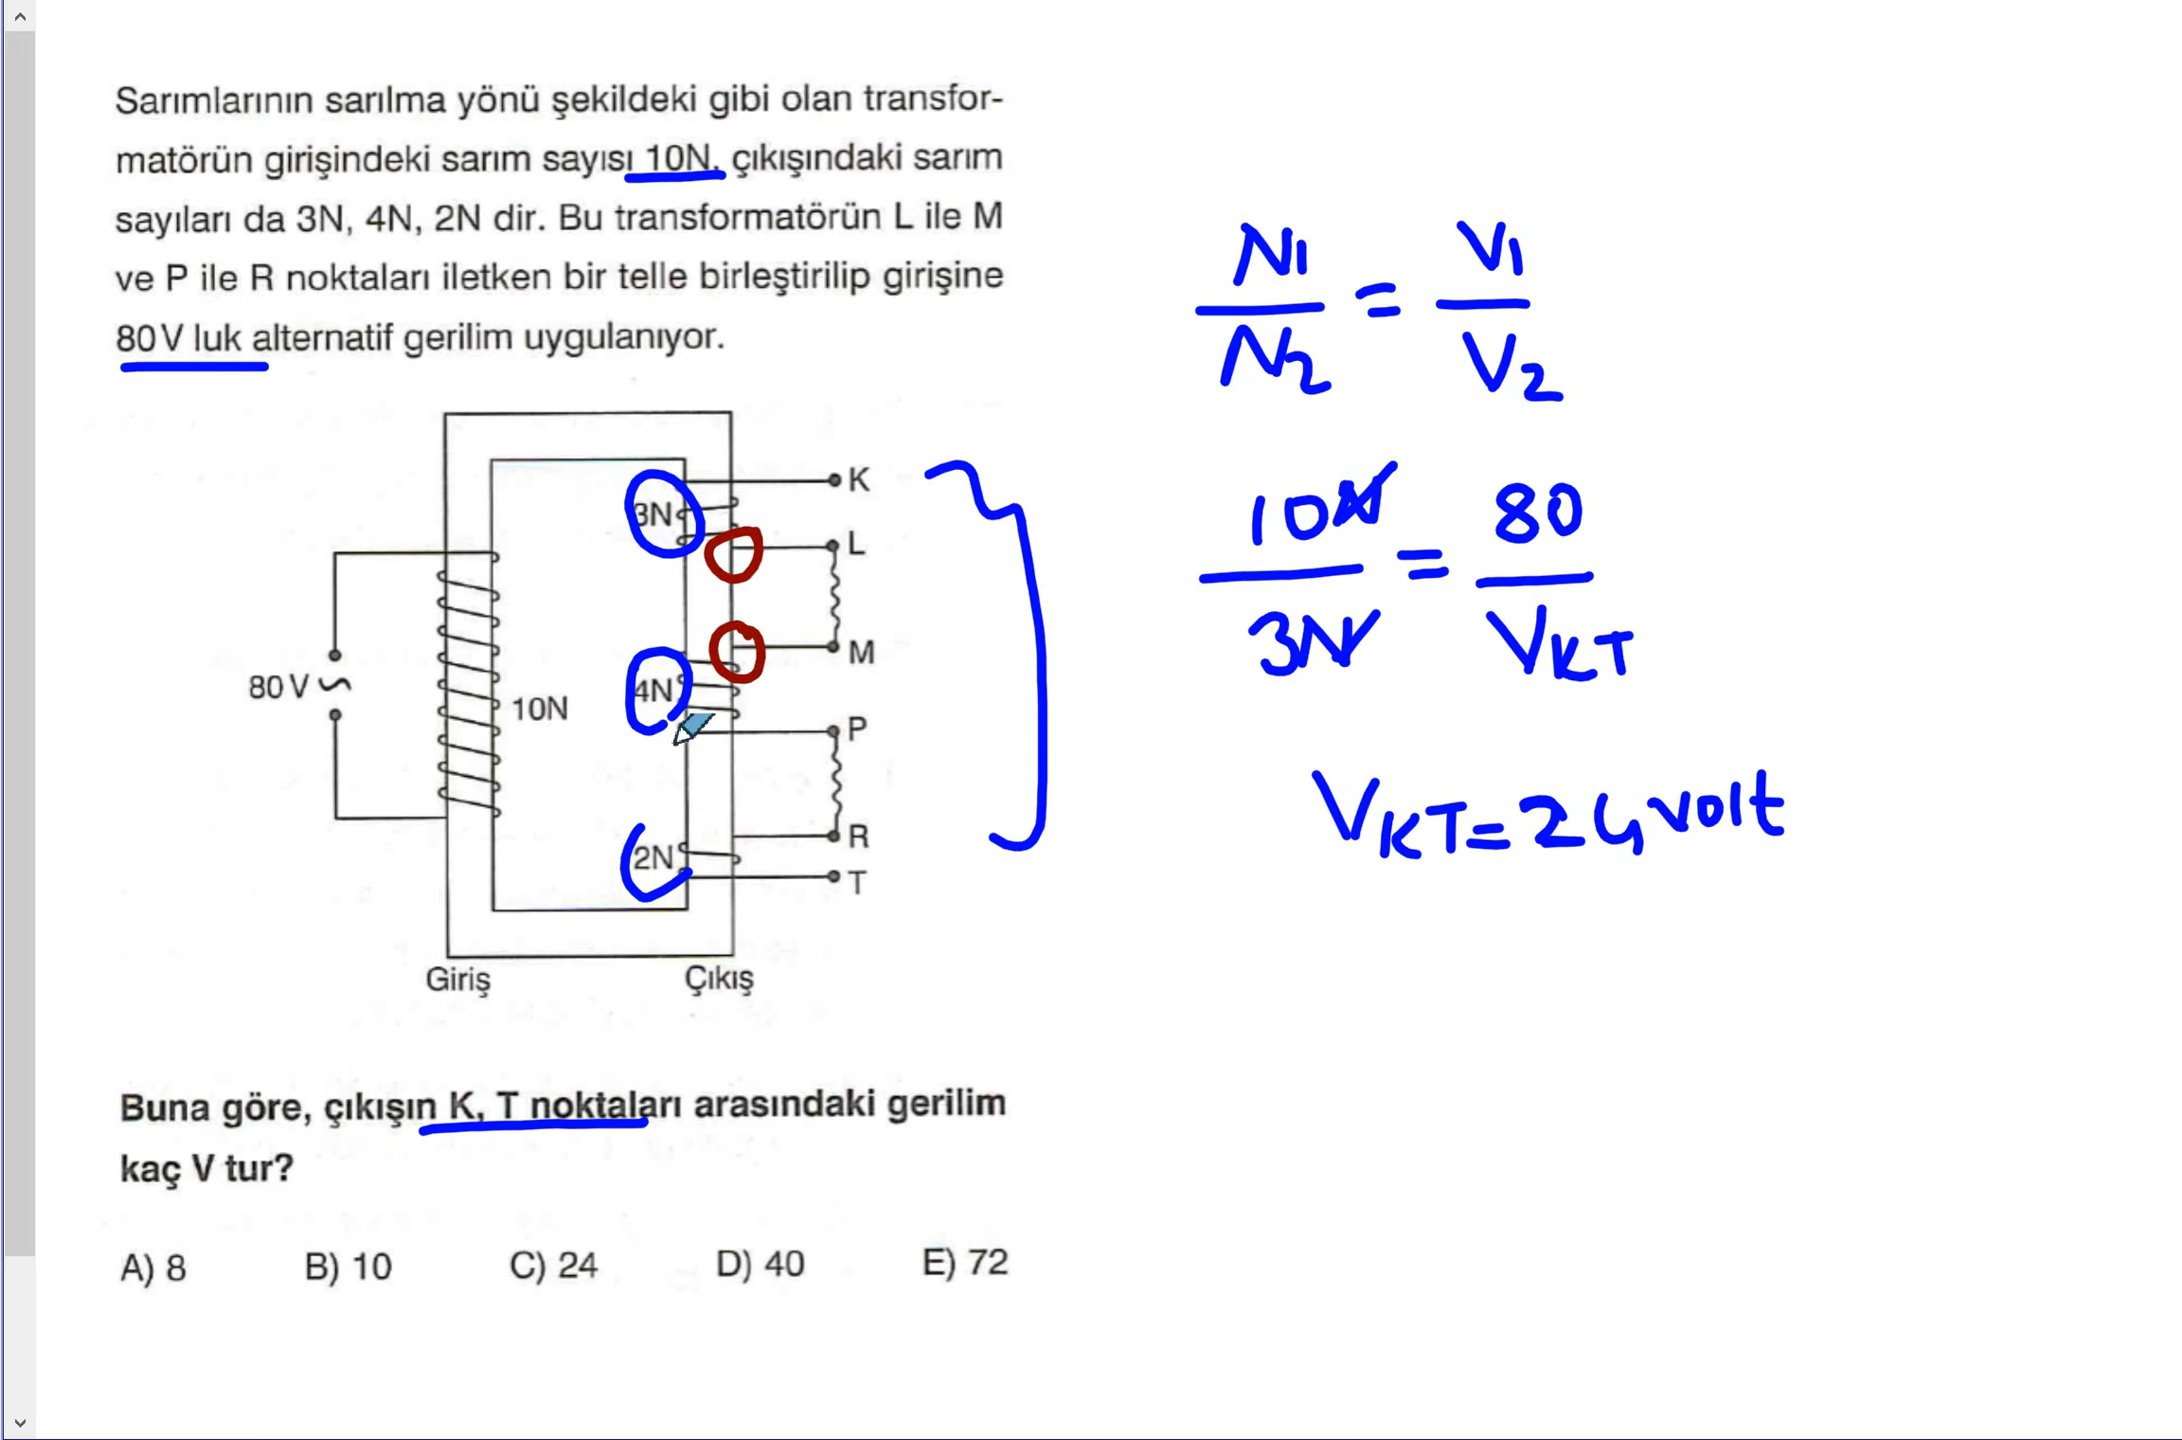 Sarımlarının sarılma yönü şekildeki gibi olan transfor-
matörün girişindeki sarım sayısı 10N, çıkışındaki sarım
sayıları da 3N, 4N, 2N dir. Bu transformatörün L ile M
ve P ile R noktaları iletken bir telle birleştirilip girişine
80 V luk alternatif gerilim uygulanıyor.
K
3N
L
M
80 V
10N
4N
P
R
2N
T
Giriş
Çıkış
Buna göre, çıkışın K, T noktaları arasındaki gerilim
kaç V tur?
A) 8 B) 10 C) 24 D) 40 E) 72
N1/N2 = V1/V2
10N/3N = 80/VKT
VKT = 24 volt